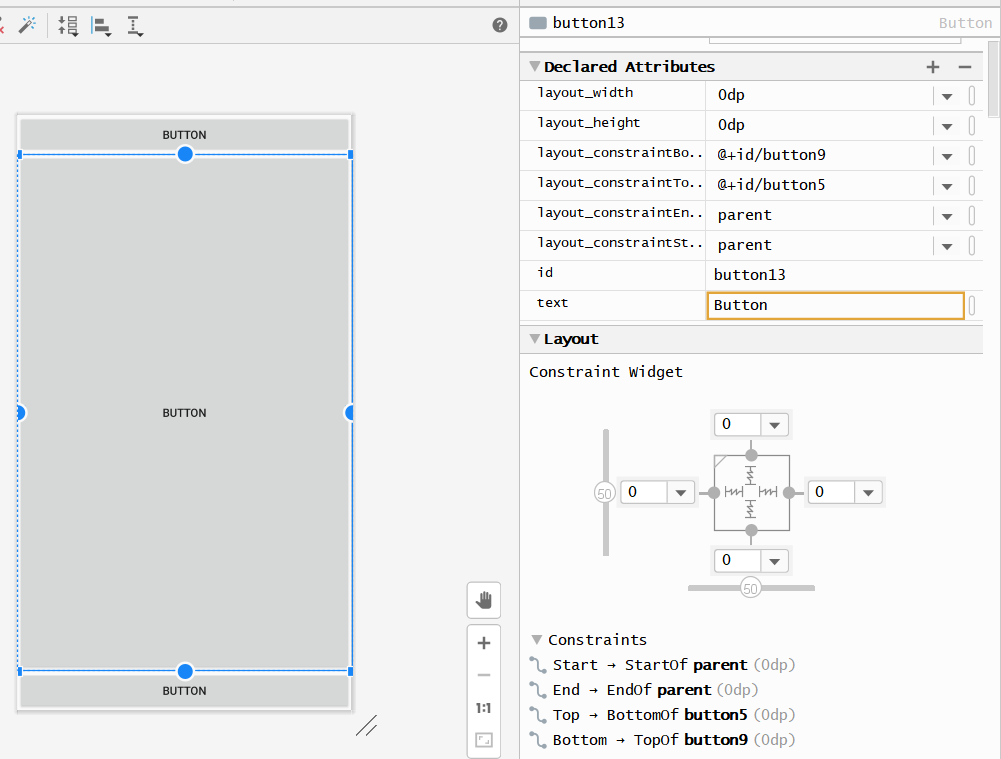 button13 Button
Declared Attributes
layout_width 0dp
layout_height 0dp
layout_constraintBo.. @+id/button9
layout_constraintTo.. @+id/button5
layout_constraintEn.. parent
layout_constraintSt.. parent
id button13
text Button
Layout
Constraint Widget
0
50 0 0
0
50
Constraints
Start → StartOf parent (0dp)
End → EndOf parent (0dp)
Top → BottomOf button5 (0dp)
Bottom → TopOf button9 (0dp)
BUTTON
BUTTON
BUTTON
1:1